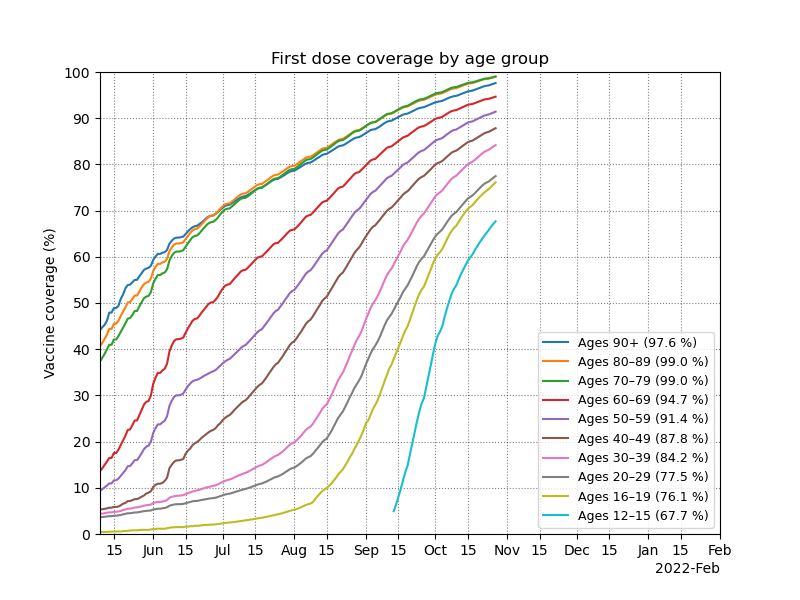 First dose coverage by age group
Vaccine coverage (%)
100
90
80
70
60
50
40
30
20
10
0
Ages 90+ (97.6 %)
Ages 80–89 (99.0 %)
Ages 70–79 (99.0 %)
Ages 60–69 (94.7 %)
Ages 50–59 (91.4 %)
Ages 40–49 (87.8 %)
Ages 30–39 (84.2 %)
Ages 20–29 (77.5 %)
Ages 16–19 (76.1 %)
Ages 12–15 (67.7 %)
15 Jun 15 Jul 15 Aug 15 Sep 15 Oct 15 Nov 15 Dec 15 Jan 15 Feb
2022-Feb